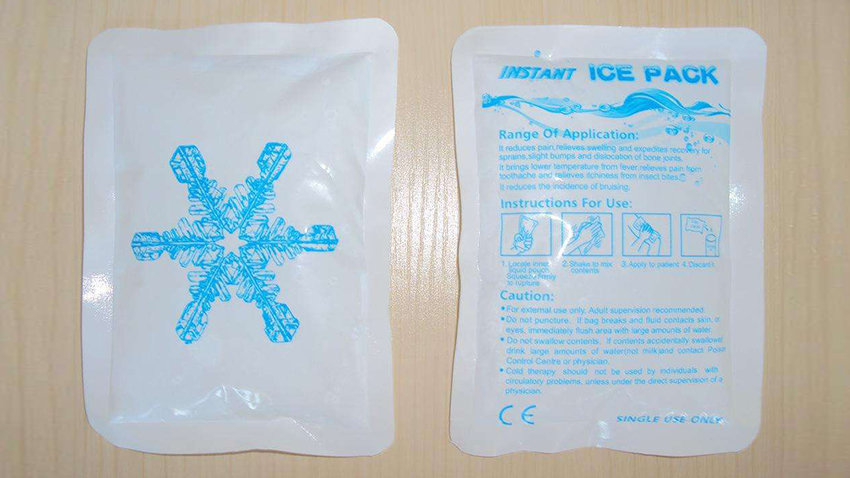 INSTANT ICE PACK
Range Of Application:
It reduces pain,relieves swelling and expedites recovery for
sprains,slight bumps and dislocation of bone joints.
it brings lower temperature from fever,relieves pain from
toothache and relieves itchiness from insect bites.
It reduces the incidence of bruising.
Instructions For Use:
1.Locate inner
liquid pouch
Squeeze firmly
to rupture
2.Shake to mix
contents
3.Apply to patient
4.Discard it
Caution:
•For external use only. Adult supervision recommended.
•Do not puncture. If bag breaks and fluid contacts skin, or
eyes, immediately flush area with large amounts of water.
•Do not swallow contents. If contents accidentally swallowed
drink large amounts of water(not milk)and contact Poison
Control Centre or physician.
•Cold therapy should not be used by individuals with
circulatory problems, unless under the direct supervision of a
physician.
CE
SINGLE USE ONLY